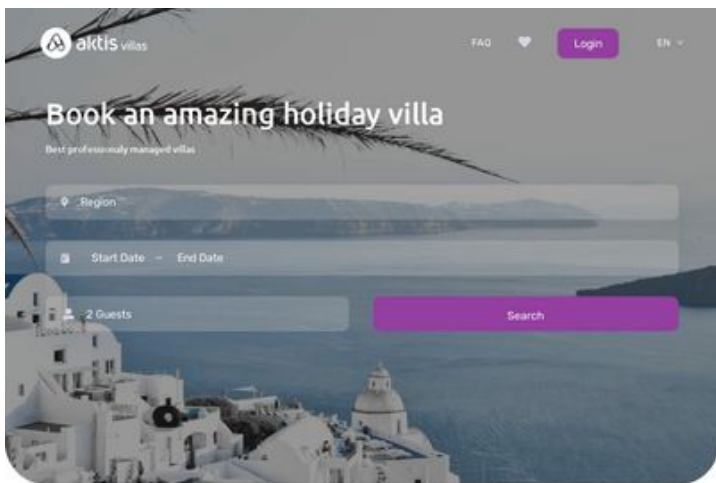 aktis villas
FAQ
Login
EN
Book an amazing holiday villa
Best professionaly managed villas
Region
Start Date – End Date
2 Guests
Search